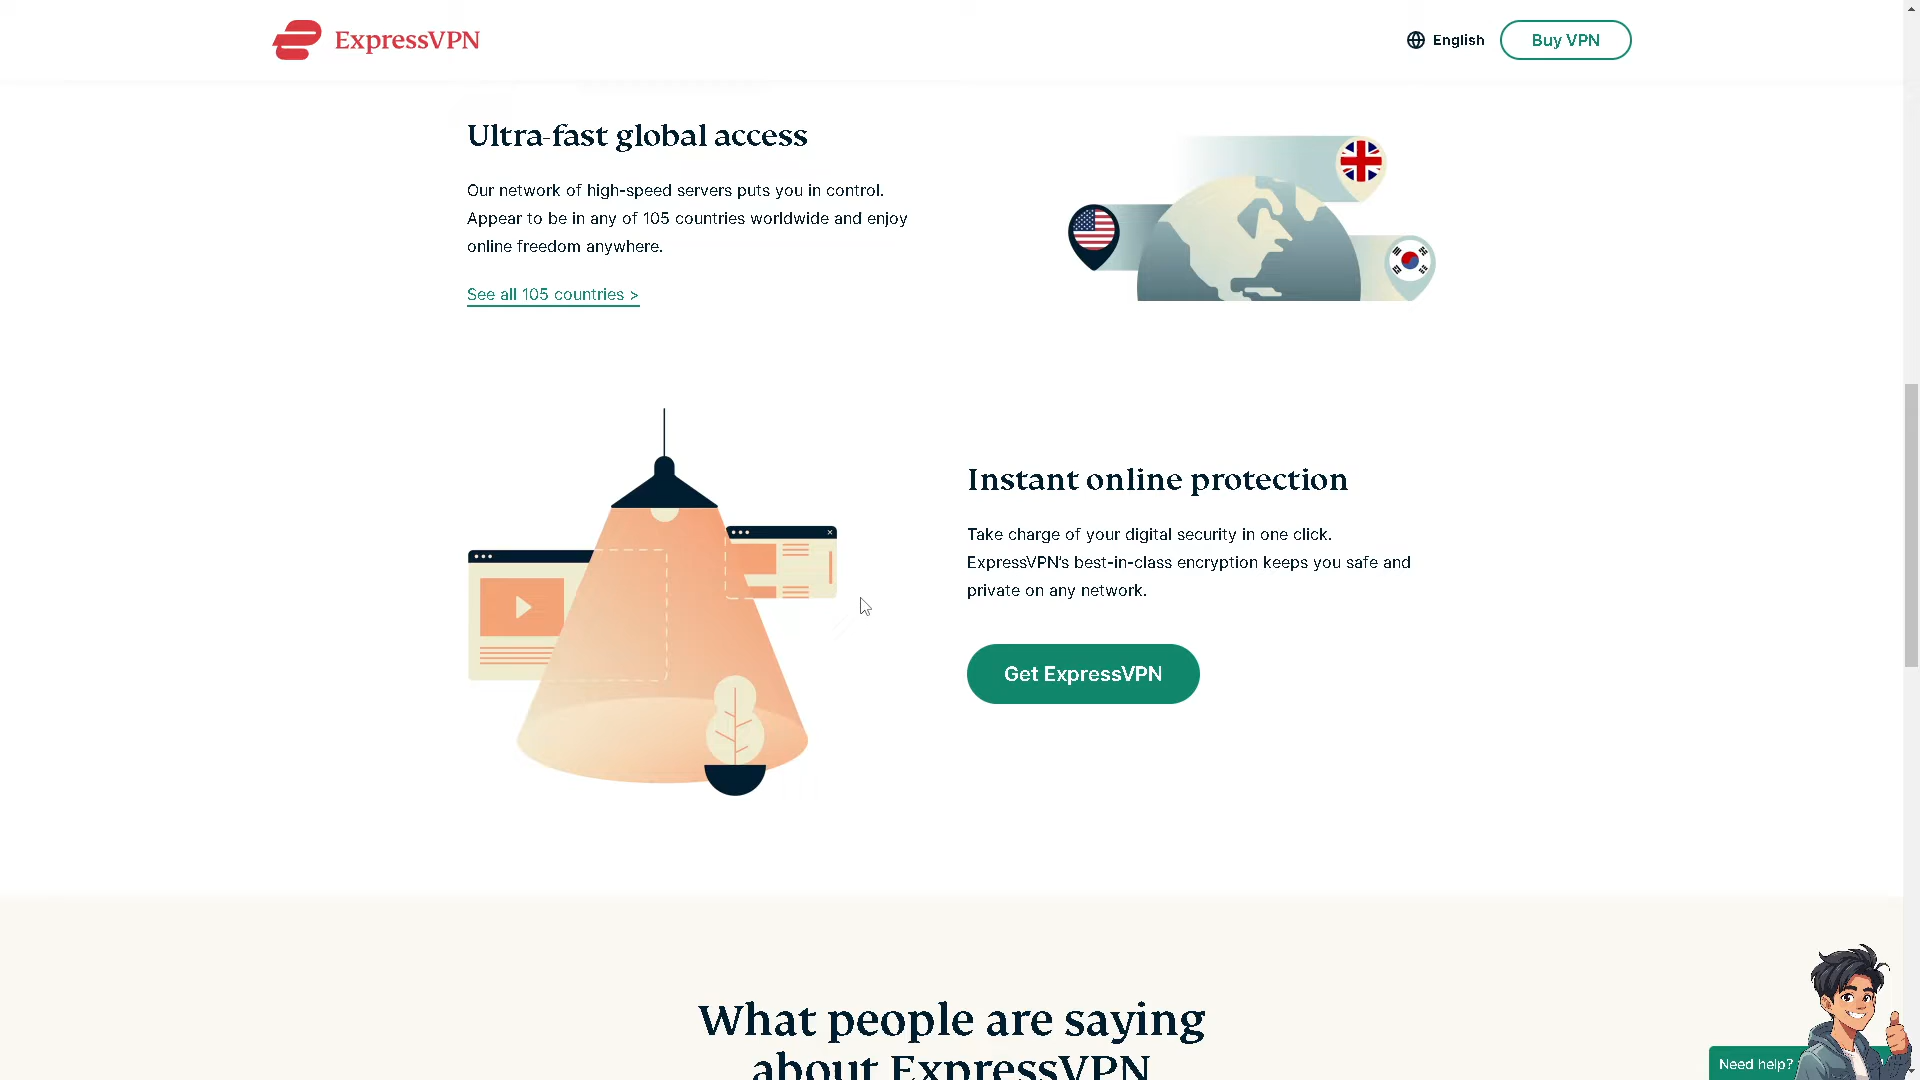 ExpressVPN
English
Buy VPN
Ultra-fast global access
Our network of high-speed servers puts you in control.
Appear to be in any of 105 countries worldwide and enjoy
online freedom anywhere.
See all 105 countries >
Instant online protection
Take charge of your digital security in one click.
ExpressVPN's best-in-class encryption keeps you safe and
private on any network.
Get ExpressVPN
What people are saying
about ExpressVPN
Need help?